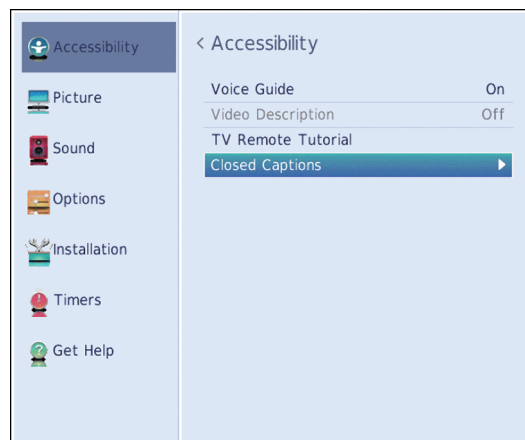 Accessibility
Picture
Sound
Options
Installation
Timers
Get Help
< Accessibility
Voice Guide On
Video Description Off
TV Remote Tutorial
Closed Captions